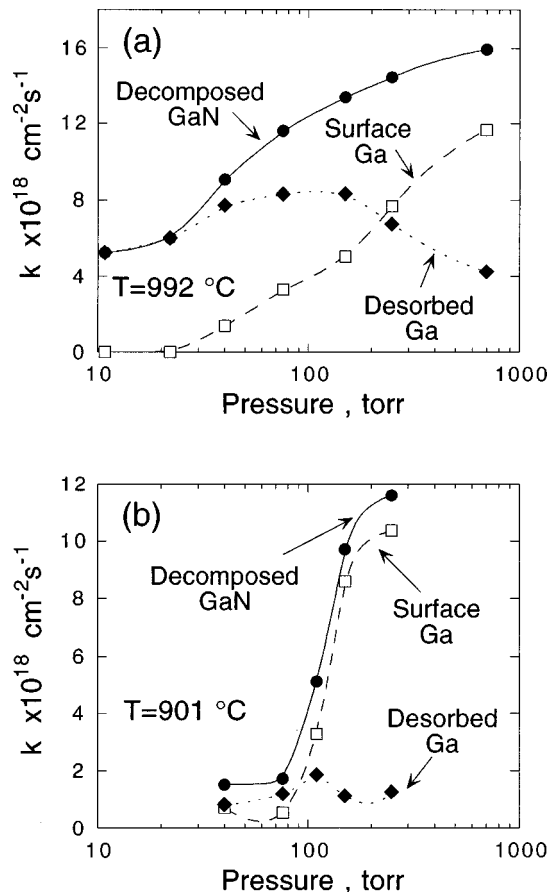 (a)
16
12
8
4
0
k x10^18 cm^-2s^-1
Decomposed
GaN
Surface
Ga
T=992 °C
Desorbed
Ga
10
100
1000
Pressure , torr
(b)
12
10
8
6
4
2
0
k x10^18 cm^-2s^-1
Decomposed
GaN
Surface
Ga
T=901 °C
Desorbed
Ga
10
100
1000
Pressure , torr